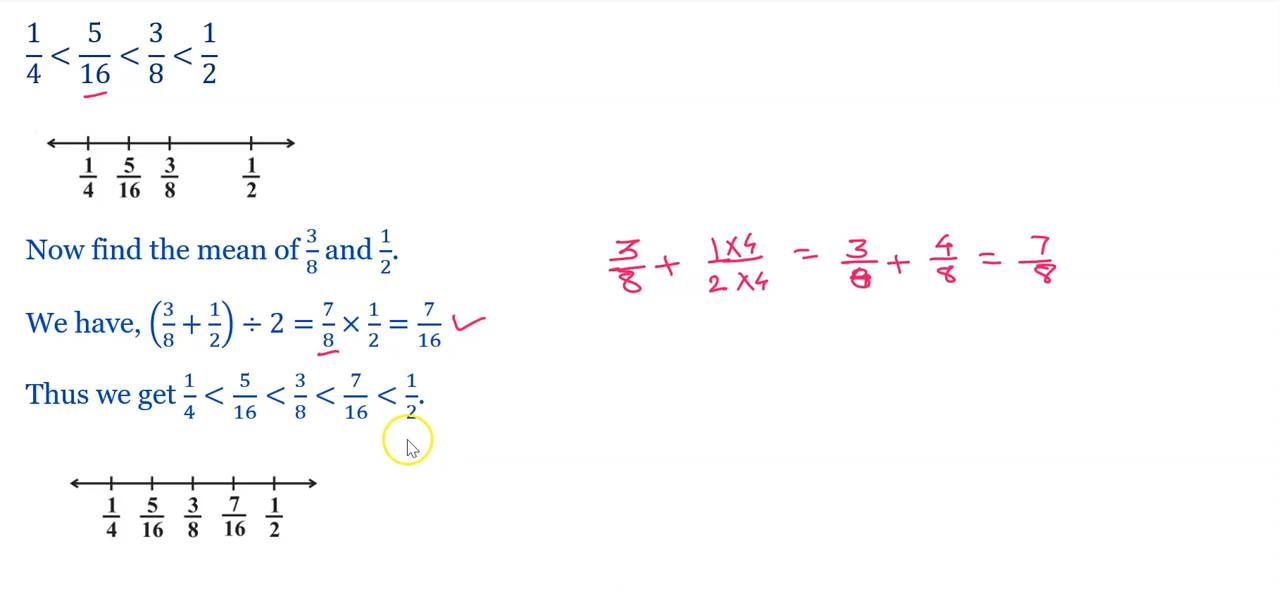 1/4 < 5/16 < 3/8 < 1/2
1/4 5/16 3/8 1/2
Now find the mean of 3/8 and 1/2.
3/8 + 1×4/2×4 = 3/8 + 4/8 = 7/8
We have, (3/8 + 1/2) ÷ 2 = 7/8 × 1/2 = 7/16
Thus we get 1/4 < 5/16 < 3/8 < 7/16 < 1/2.
1/4 5/16 3/8 7/16 1/2